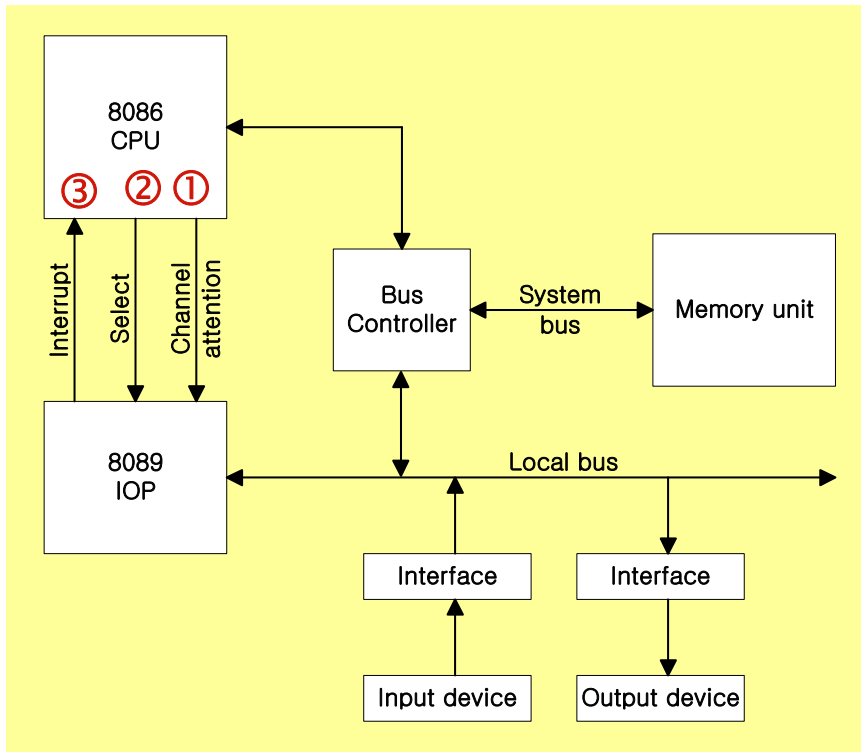 8086
CPU
③ ② ①
Interrupt
Select
Channel
attention
Bus
Controller
System
bus
Memory unit
8089
IOP
Local bus
Interface
Interface
Input device
Output device